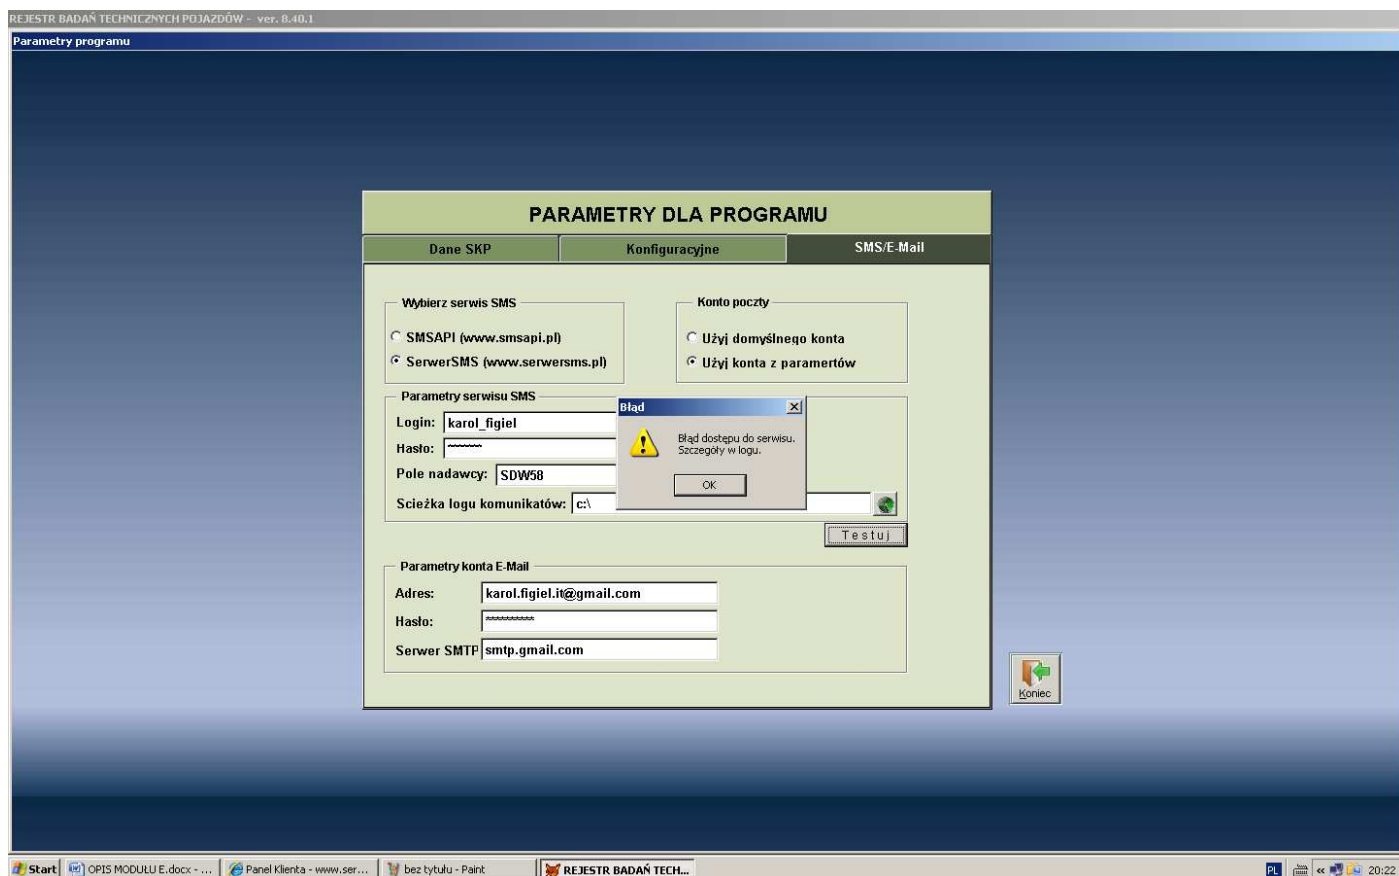 REJESTR BADAŃ TECHNICZNYCH POJAZDÓW - ver. 8.40.1
Parametry programu
PARAMETRY DLA PROGRAMU
Dane SKP Konfiguracyjne SMS/E-Mail
Wybierz serwis SMS
SMSAPI (www.smsapi.pl)
SerwerSMS (www.serwersms.pl)
Konto poczty
Użyj domyślnego konta
Użyj konta z paramertów
Parametry serwisu SMS
Login: karol_figiel
Hasło: ******
Pole nadawcy: SDW58
Scieżka logu komunikatów: c:\
Błąd
Błąd dostępu do serwisu.
Szczegóły w logu.
OK
Testuj
Parametry konta E-Mail
Adres: karol.figiel.it@gmail.com
Hasło: **********
Serwer SMTP smtp.gmail.com
Koniec
Start OPIS MODUŁU E.docx - ... Panel Klienta - www.ser... bez tytułu - Paint REJESTR BADAŃ TECH... PL « 20:22